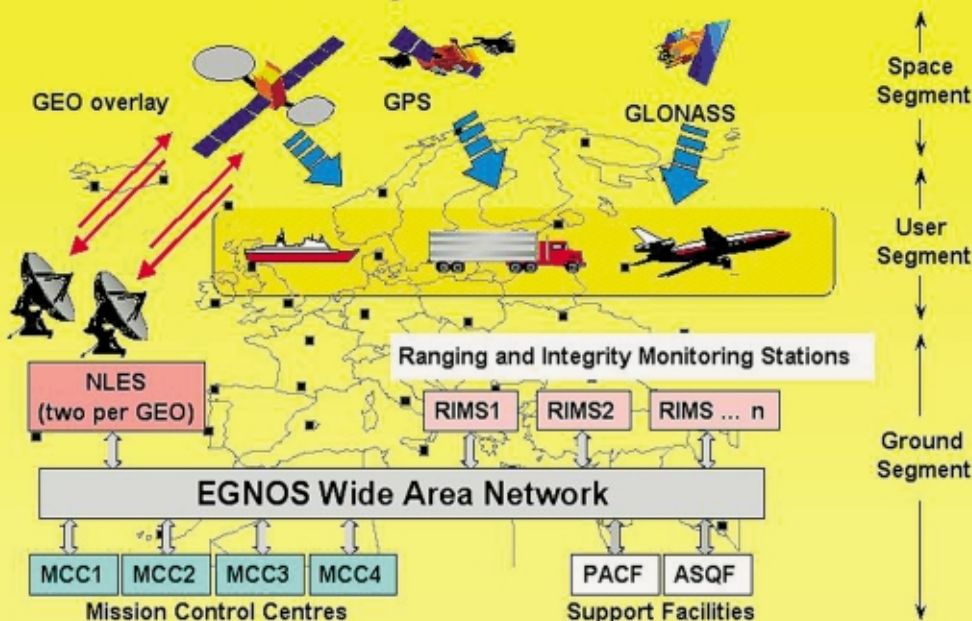 GEO overlay
GPS
GLONASS
Space
Segment
User
Segment
Ranging and Integrity Monitoring Stations
NLES
(two per GEO)
RIMS1
RIMS2
RIMS ... n
Ground
Segment
EGNOS Wide Area Network
MCC1
MCC2
MCC3
MCC4
PACF
ASQF
Mission Control Centres
Support Facilities